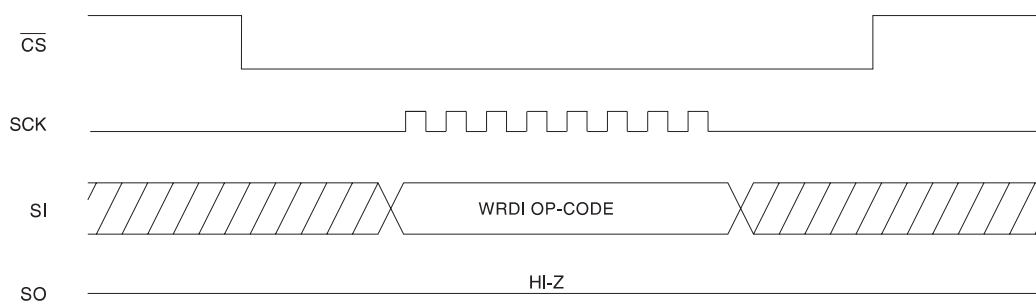 CS
SCK
SI
WRDI OP-CODE
HI-Z
SO